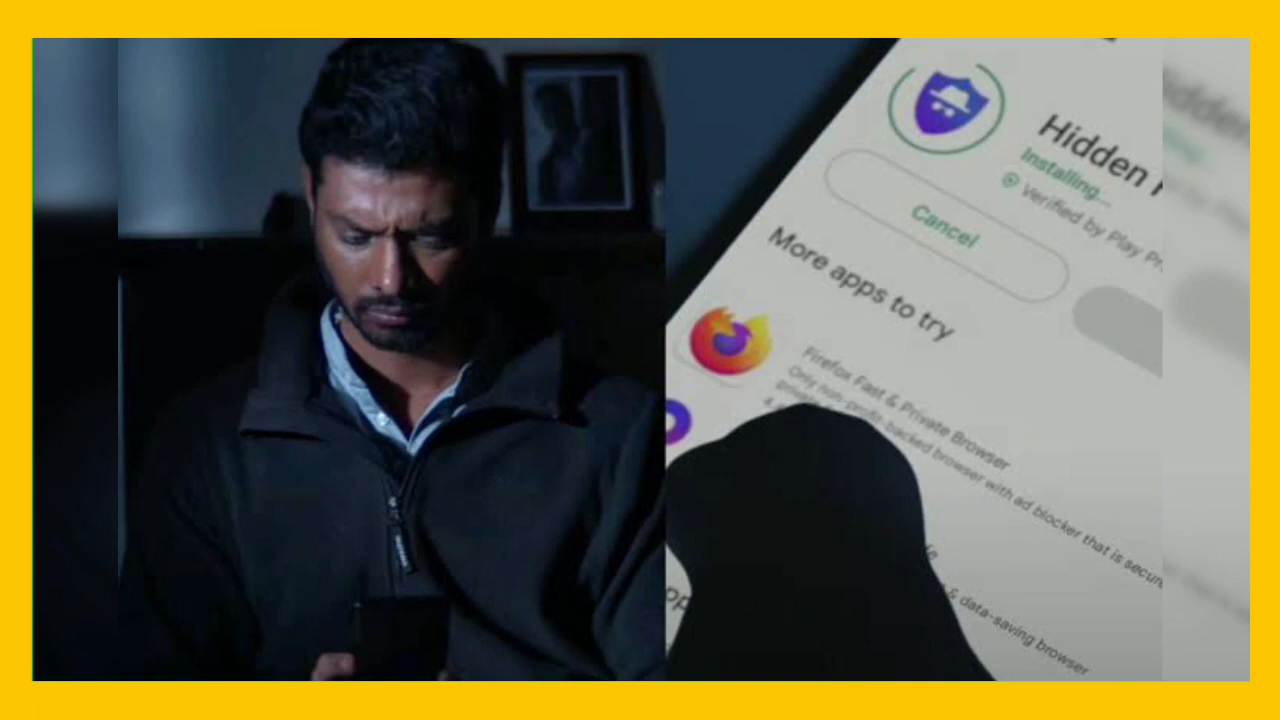 Hidden
Installing...
Verified by Play
Cancel
More apps to try
Firefox Fast & Private Browser
Only non-profit-backed browser with ad blocker that is secure
& data-saving browser